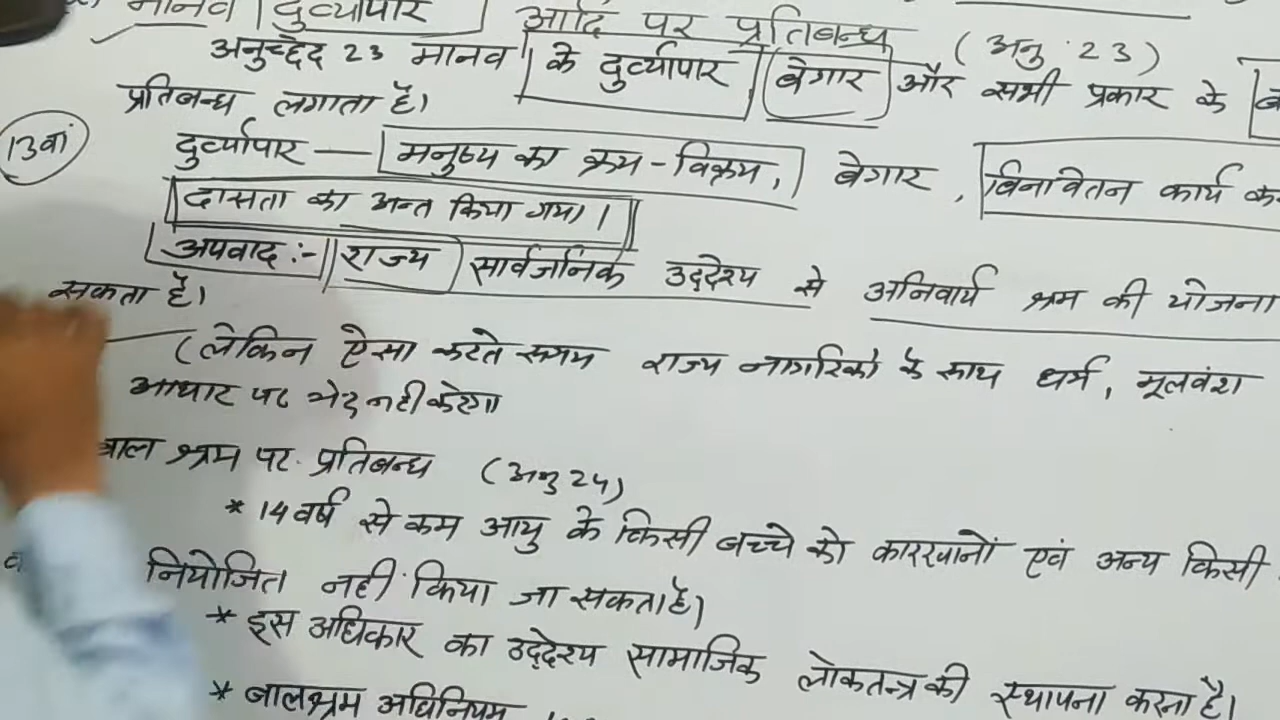 मानव दुर्व्यापार आदि पर प्रतिबन्ध (अनु. 23)
अनुच्छेद 23 मानव के दुर्व्यापार बेगार और सभी प्रकार के
प्रतिबन्ध लगाता है।
13वां
दुर्व्यापार — मनुष्य का क्रय-विक्रय, बेगार, बिना वेतन कार्य
दासता का अन्त किया गया।
अपवाद :- राज्य सार्वजनिक उद्देश्य से अनिवार्य श्रम की योजना
सकता है।
(लेकिन ऐसा करते समय राज्य नागरिकों के साथ धर्म, मूलवंश
आधार पर भेद नही करेगा
बाल श्रम पर प्रतिबन्ध (अनु 24)
* 14 वर्ष से कम आयु के किसी बच्चे को कारखानों एवं अन्य किसी
नियोजित नही किया जा सकता है।
* इस अधिकार का उद्देश्य सामाजिक लोकतन्त्र की स्थापना करना है।
* बालश्रम अधिनियम